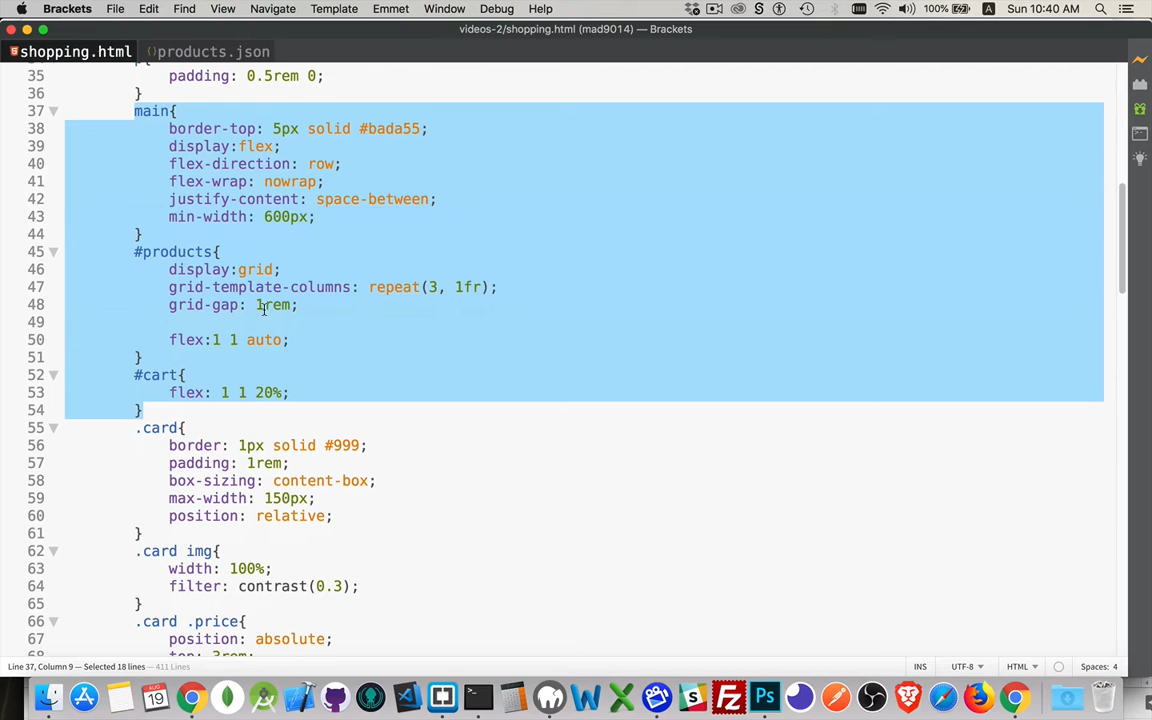 Brackets File Edit Find View Navigate Template Emmet Window Debug Help 100% A Sun 10:40 AM
videos-2/shopping.html (mad9014) — Brackets
shopping.html products.json
35 padding: 0.5rem 0;
36 }
37 main{
38 border-top: 5px solid #bada55;
39 display:flex;
40 flex-direction: row;
41 flex-wrap: nowrap;
42 justify-content: space-between;
43 min-width: 600px;
44 }
45 #products{
46 display:grid;
47 grid-template-columns: repeat(3, 1fr);
48 grid-gap: 1rem;
49
50 flex:1 1 auto;
51 }
52 #cart{
53 flex: 1 1 20%;
54 }
55 .card{
56 border: 1px solid #999;
57 padding: 1rem;
58 box-sizing: content-box;
59 max-width: 150px;
60 position: relative;
61 }
62 .card img{
63 width: 100%;
64 filter: contrast(0.3);
65 }
66 .card .price{
67 position: absolute;
Line 37, Column 9 — Selected 18 lines — 411 Lines INS UTF-8 HTML Spaces: 4